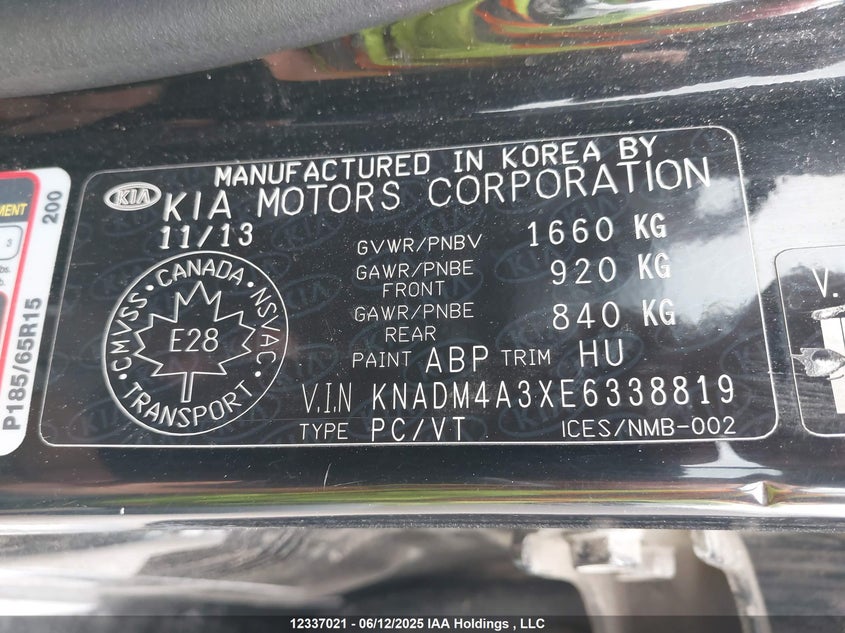 MANUFACTURED IN KOREA BY
KIA
KIA MOTORS CORPORATION
11/13
GVWR/PNBV 1660 KG
GAWR/PNBE FRONT 920 KG
GAWR/PNBE REAR 840 KG
PAINT ABP TRIM HU
V.I.N KNADM4A3XE6338819
TYPE PC/VT ICES/NMB-002
CANADA
CMVSS · NSVAC
E28
TRANSPORT
200
P185/65R15
3
V.
12337021 - 06/12/2025 IAA Holdings , LLC